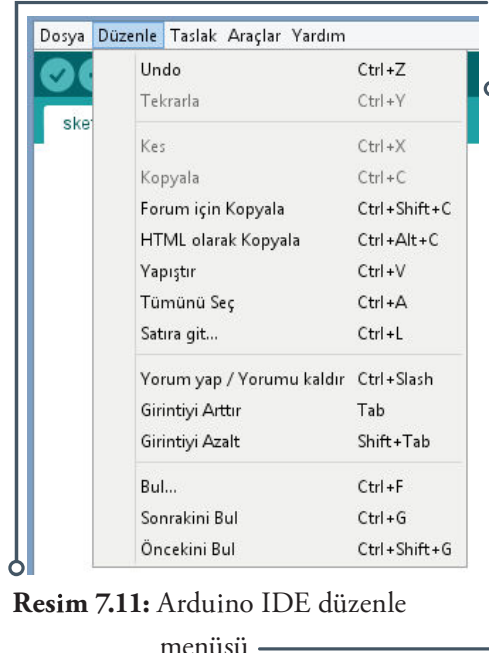 Dosya Düzenle Taslak Araçlar Yardım
Undo Ctrl+Z
Tekrarla Ctrl+Y
sket
Kes Ctrl+X
Kopyala Ctrl+C
Forum için Kopyala Ctrl+Shift+C
HTML olarak Kopyala Ctrl+Alt+C
Yapıştır Ctrl+V
Tümünü Seç Ctrl+A
Satıra git... Ctrl+L
Yorum yap / Yorumu kaldır Ctrl+Slash
Girintiyi Arttır Tab
Girintiyi Azalt Shift+Tab
Bul... Ctrl+F
Sonrakini Bul Ctrl+G
Öncekini Bul Ctrl+Shift+G
Resim 7.11: Arduino IDE düzenle
menüsü